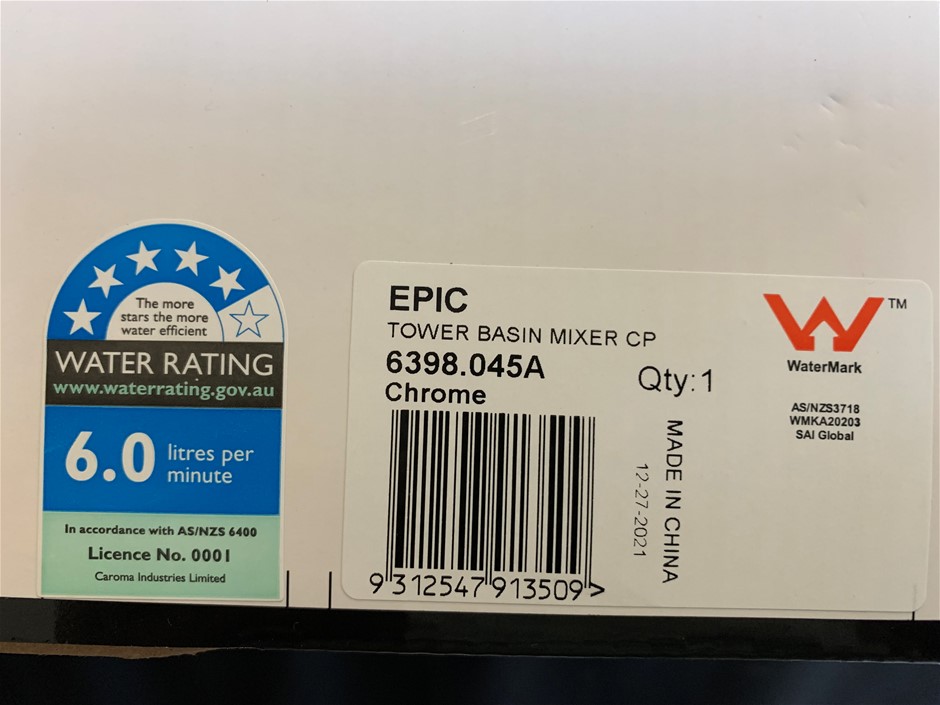 The more
stars the more
water efficient
WATER RATING
www.waterrating.gov.au
6.0 litres per
minute
In accordance with AS/NZS 6400
Licence No. 0001
Caroma Industries Limited
EPIC
TOWER BASIN MIXER CP
6398.045A
Chrome
Qty:1
MADE IN CHINA
12-27-2021
9 312547 913509 >
TM
WaterMark
AS/NZS3718
WMKA20203
SAI Global